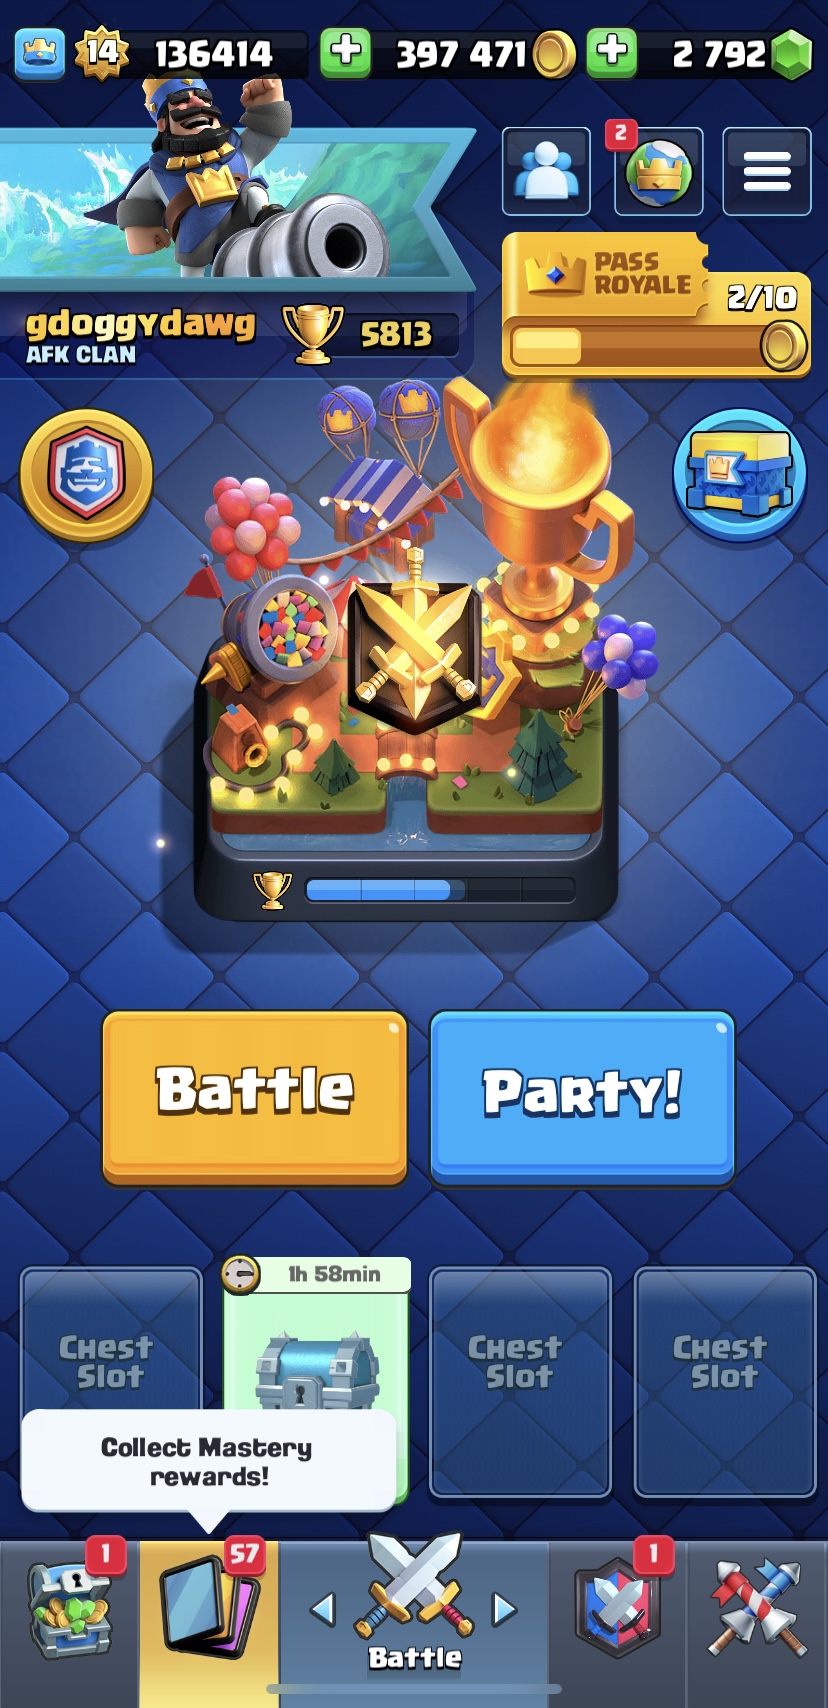 14
136414
397 471
2 792
2
PASS
ROYALE
2/10
gdoggydawg
5813
AFK CLAN
Battle
Party!
1h 58min
Chest
Slot
Chest
Slot
Chest
Slot
Collect Mastery
rewards!
1
57
1
Battle